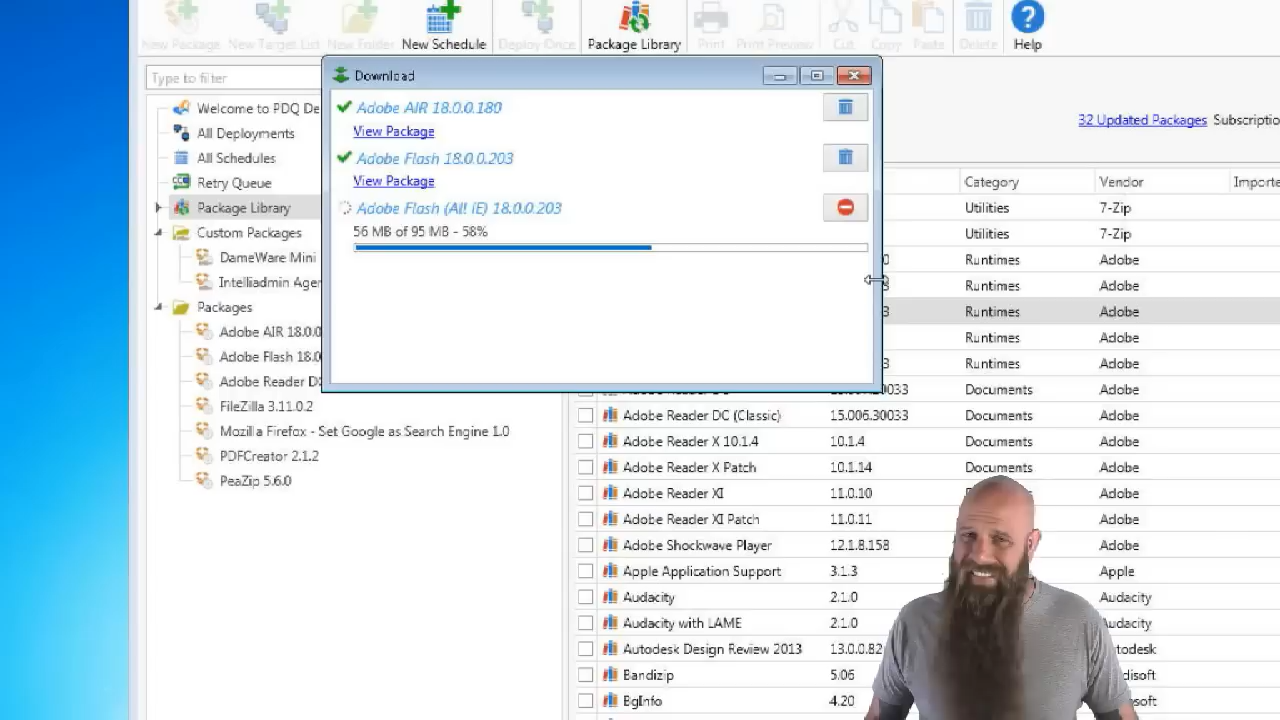 New Package
New Target List
New Folder
New Schedule
Deploy Once
Package Library
Print
Print Preview
Cut
Copy
Paste
Delete
Help
Type to filter
Welcome to PDQ De
All Deployments
All Schedules
Retry Queue
Package Library
Custom Packages
DameWare Mini
Intelliadmin Agen
Packages
Adobe AIR 18.0.0
Adobe Flash 18.0
Adobe Reader D
FileZilla 3.11.0.2
Mozilla Firefox - Set Google as Search Engine 1.0
PDFCreator 2.1.2
PeaZip 5.6.0
Download
Adobe AIR 18.0.0.180
View Package
Adobe Flash 18.0.0.203
View Package
Adobe Flash (All IE) 18.0.0.203
56 MB of 95 MB - 58%
32 Updated Packages Subscriptio
Category Vendor Importe
Utilities 7-Zip
Utilities 7-Zip
0 Runtimes Adobe
Runtimes Adobe
3 Runtimes Adobe
Runtimes Adobe
3 Runtimes Adobe
Documents Adobe
Adobe Reader DC (Classic) 15.006.30033 Documents Adobe
Adobe Reader X 10.1.4 10.1.4 Documents Adobe
Adobe Reader X Patch 10.1.14 Documents Adobe
Adobe Reader XI 11.0.10 Adobe
Adobe Reader XI Patch 11.0.11 Adobe
Adobe Shockwave Player 12.1.8.158 Adobe
Apple Application Support 3.1.3 Apple
Audacity 2.1.0 Audacity
Audacity with LAME 2.1.0 Audacity
Autodesk Design Review 2013 13.0.0.82 todesk
Bandizip 5.06 disoft
BgInfo 4.20 soft